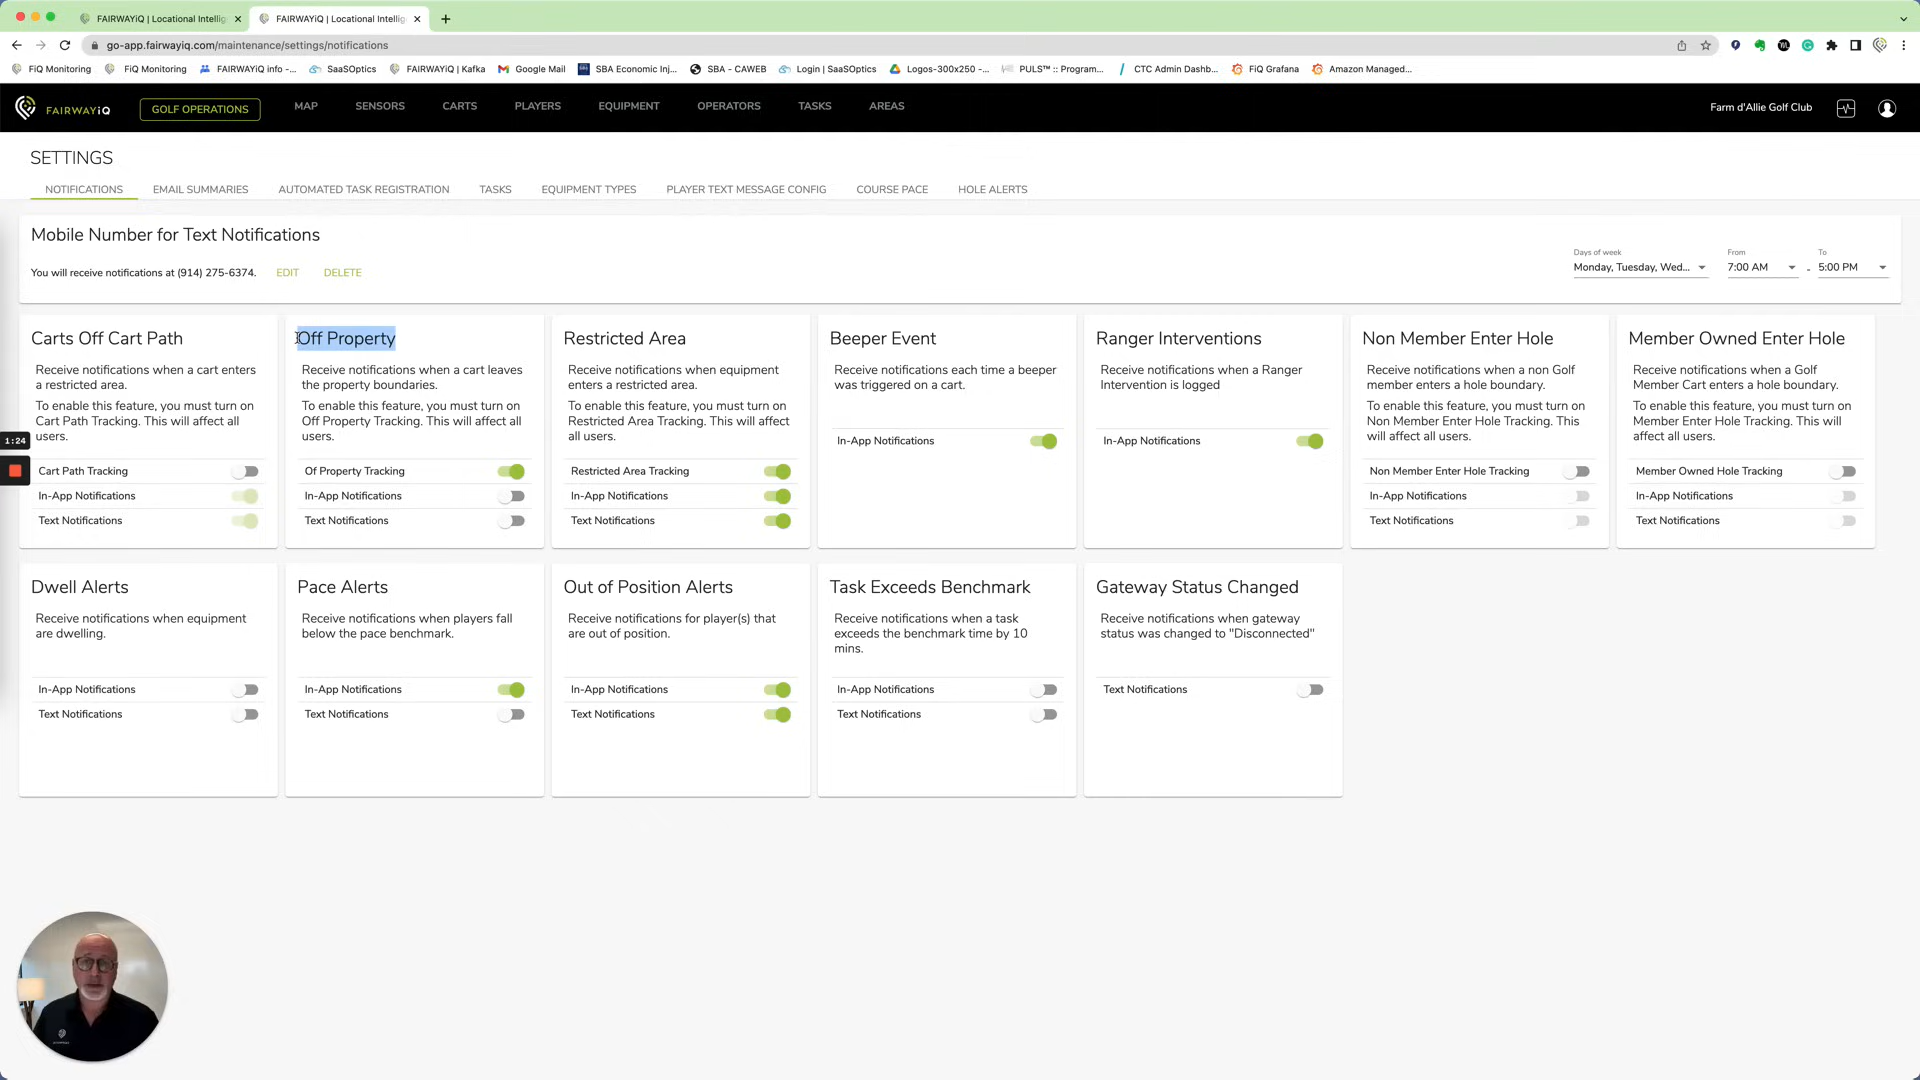 FAIRWAYiQ | Locational Intellig
FAIRWAYiQ | Locational Intellig
go-app.fairwayiq.com/maintenance/settings/notifications
FiQ Monitoring
FiQ Monitoring
FAIRWAYiQ info -...
SaaSOptics
FAIRWAYiQ | Kafka
Google Mail
SBA Economic Inj...
SBA - CAWEB
Login | SaaSOptics
Logos-300x250 -...
PULS™ :: Program...
CTC Admin Dashb...
FiQ Grafana
Amazon Managed...
FAIRWAYiQ
GOLF OPERATIONS
MAP
SENSORS
CARTS
PLAYERS
EQUIPMENT
OPERATORS
TASKS
AREAS
Farm d'Allie Golf Club
SETTINGS
NOTIFICATIONS
EMAIL SUMMARIES
AUTOMATED TASK REGISTRATION
TASKS
EQUIPMENT TYPES
PLAYER TEXT MESSAGE CONFIG
COURSE PACE
HOLE ALERTS
Mobile Number for Text Notifications
You will receive notifications at (914) 275-6374.
EDIT
DELETE
Days of week
Monday, Tuesday, Wed...
From
7:00 AM
-
To
5:00 PM
Carts Off Cart Path
Receive notifications when a cart enters
a restricted area.
To enable this feature, you must turn on
Cart Path Tracking. This will affect all
users.
Cart Path Tracking
In-App Notifications
Text Notifications
Off Property
Receive notifications when a cart leaves
the property boundaries.
To enable this feature, you must turn on
Off Property Tracking. This will affect all
users.
Of Property Tracking
In-App Notifications
Text Notifications
Restricted Area
Receive notifications when equipment
enters a restricted area.
To enable this feature, you must turn on
Restricted Area Tracking. This will affect
all users.
Restricted Area Tracking
In-App Notifications
Text Notifications
Beeper Event
Receive notifications each time a beeper
was triggered on a cart.
In-App Notifications
Ranger Interventions
Receive notifications when a Ranger
Intervention is logged
In-App Notifications
Non Member Enter Hole
Receive notifications when a non Golf
member enters a hole boundary.
To enable this feature, you must turn on
Non Member Enter Hole Tracking. This
will affect all users.
Non Member Enter Hole Tracking
In-App Notifications
Text Notifications
Member Owned Enter Hole
Receive notifications when a Golf
Member Cart enters a hole boundary.
To enable this feature, you must turn on
Member Enter Hole Tracking. This will
affect all users.
Member Owned Hole Tracking
In-App Notifications
Text Notifications
1:24
Dwell Alerts
Receive notifications when equipment
are dwelling.
In-App Notifications
Text Notifications
Pace Alerts
Receive notifications when players fall
below the pace benchmark.
In-App Notifications
Text Notifications
Out of Position Alerts
Receive notifications for player(s) that
are out of position.
In-App Notifications
Text Notifications
Task Exceeds Benchmark
Receive notifications when a task
exceeds the benchmark time by 10
mins.
In-App Notifications
Text Notifications
Gateway Status Changed
Receive notifications when gateway
status was changed to "Disconnected"
Text Notifications